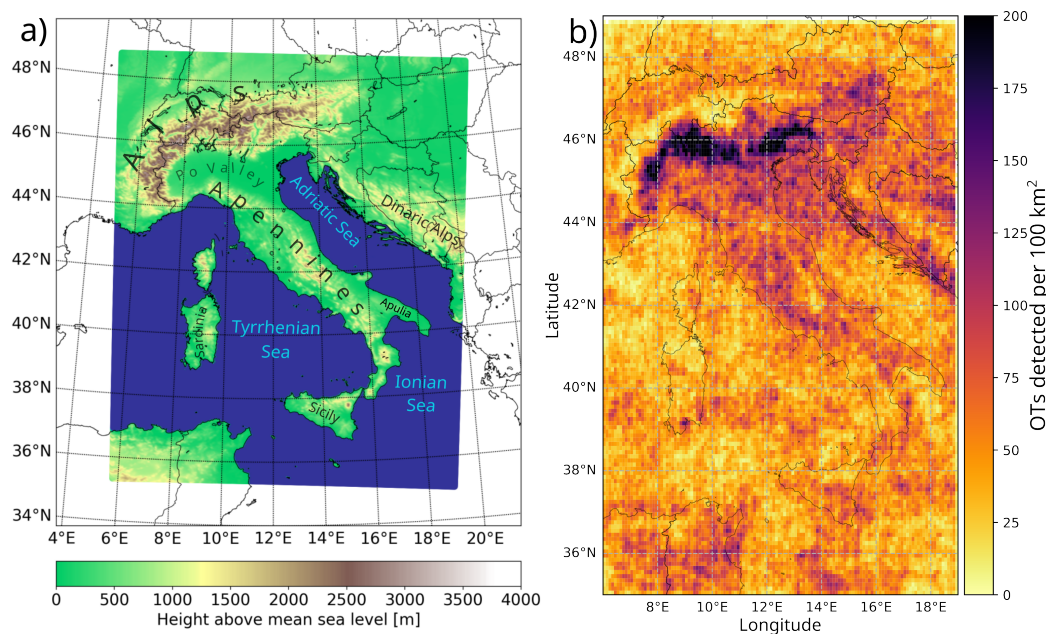 a)
48°N
46°N
44°N
42°N
40°N
38°N
36°N
34°N
4°E 6°E 8°E 10°E 12°E 14°E 16°E 18°E 20°E
Alps
Po Valley
Apennines
Adriatic Sea
Dinaric Alps
Apulia
Sardinia
Tyrrhenian
Sea
Ionian
Sea
Sicily
0 500 1000 1500 2000 2500 3000 3500 4000
Height above mean sea level [m]
b)
48°N
46°N
44°N
42°N
40°N
38°N
36°N
Latitude
8°E 10°E 12°E 14°E 16°E 18°E
Longitude
200
175
150
125
100
75
50
25
0
OTs detected per 100 km²